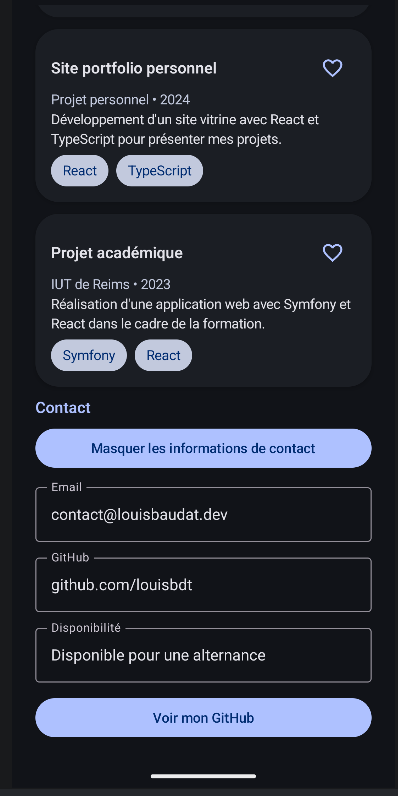 Site portfolio personnel
Projet personnel • 2024
Développement d'un site vitrine avec React et
TypeScript pour présenter mes projets.
React
TypeScript
Projet académique
IUT de Reims • 2023
Réalisation d'une application web avec Symfony et
React dans le cadre de la formation.
Symfony
React
Contact
Masquer les informations de contact
Email
contact@louisbaudat.dev
GitHub
github.com/louisbdt
Disponibilité
Disponible pour une alternance
Voir mon GitHub